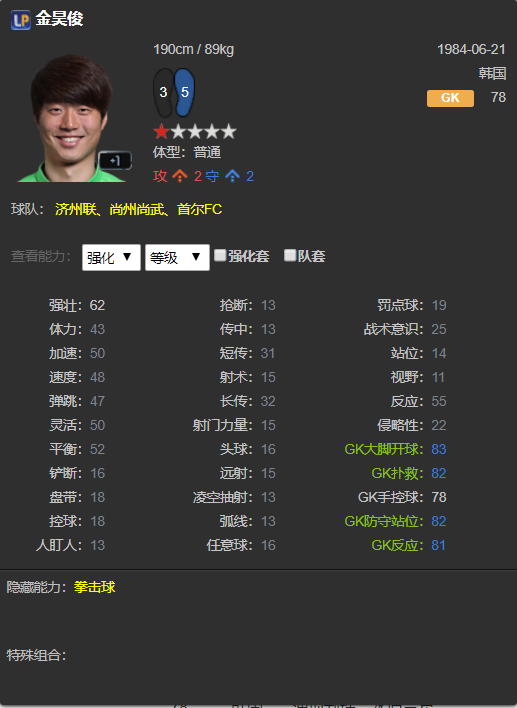 LP 金昊俊
190cm / 89kg 1984-06-21
韩国
3 5 GK 78
+1
体型：普通
攻 2 守 2
球队： 济州联、尚州尚武、首尔FC
查看能力： 强化 ▼ 等级 ▼ 强化套 队套
强壮：62 抢断：13 罚点球：19
体力：43 传中：13 战术意识：25
加速：50 短传：31 站位：14
速度：48 射术：15 视野：11
弹跳：47 长传：32 反应：55
灵活：50 射门力量：15 侵略性：22
平衡：52 头球：16 GK大脚开球：83
铲断：16 远射：15 GK扑救：82
盘带：18 凌空抽射：13 GK手控球：78
控球：18 弧线：13 GK防守站位：82
人盯人：13 任意球：16 GK反应：81
隐藏能力：拳击球
特殊组合：